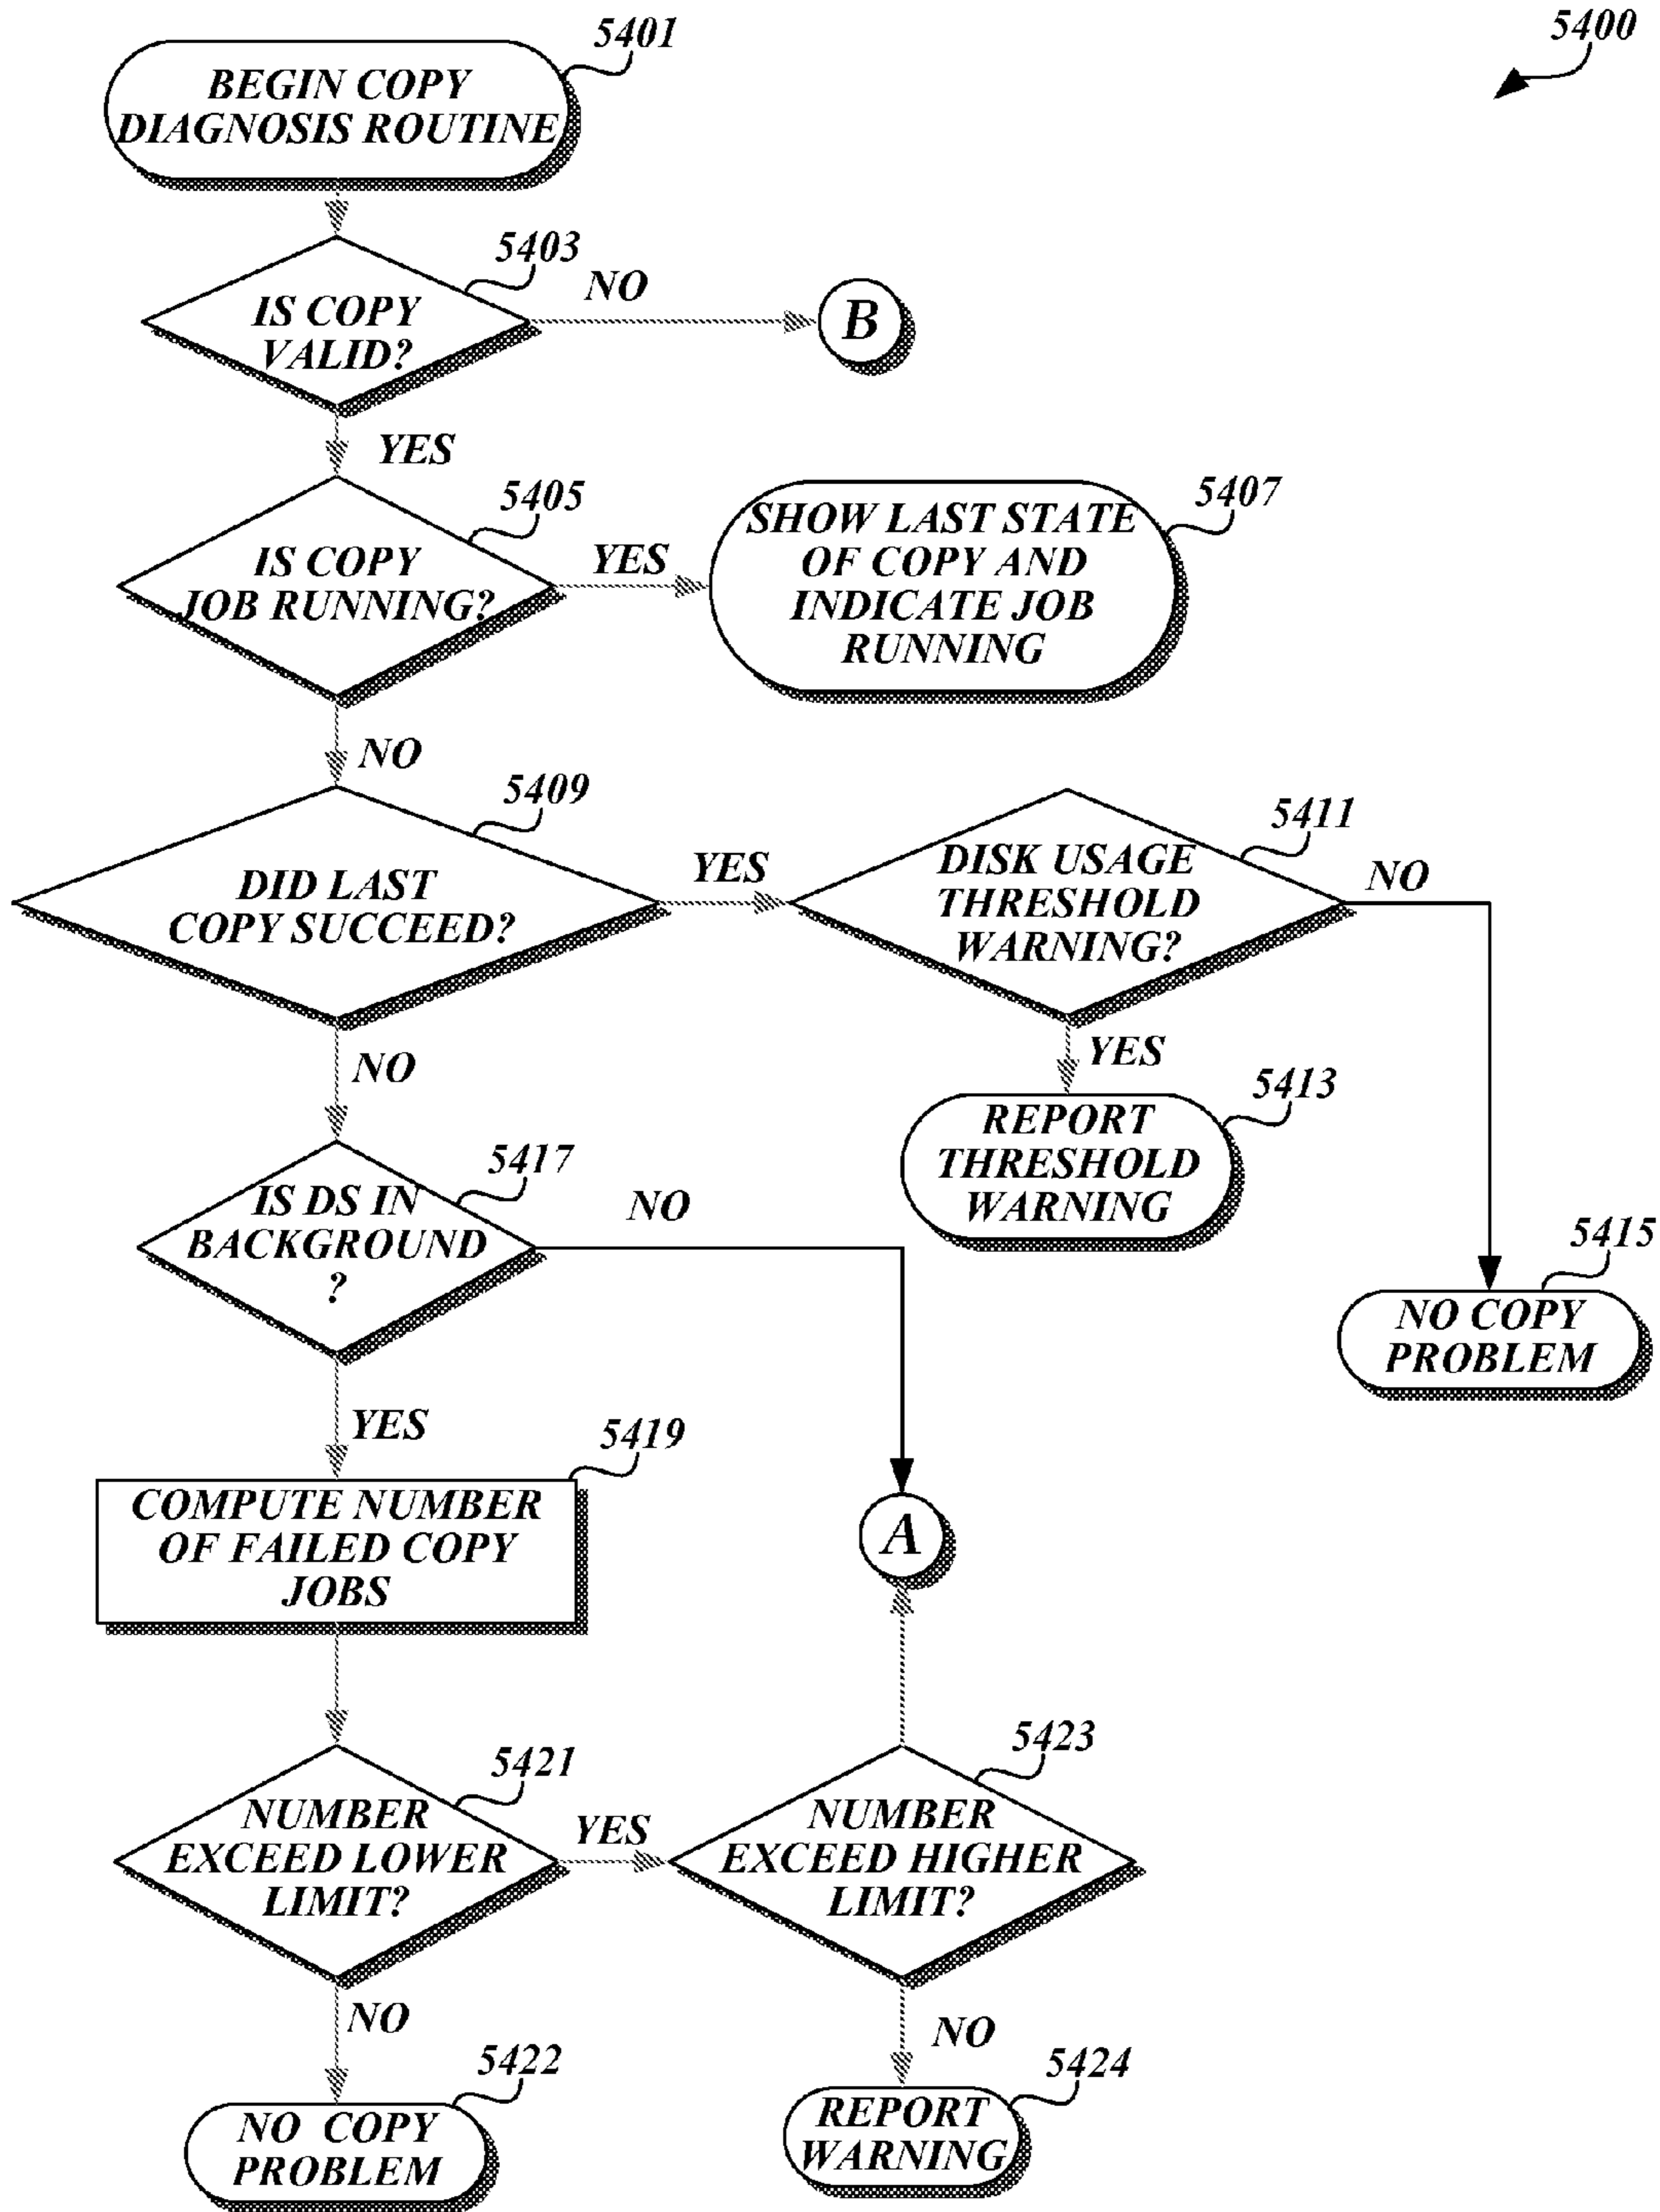 5401
5400
BEGIN COPY
DIAGNOSIS ROUTINE
5403
NO
IS COPY
VALID?
B
YES
5405
IS COPY
JOB RUNNING?
YES
5407
SHOW LAST STATE
OF COPY AND
INDICATE JOB
RUNNING
NO
5409
DID LAST
COPY SUCCEED?
YES
5411
DISK USAGE
THRESHOLD
WARNING?
NO
NO
YES
5413
REPORT
THRESHOLD
WARNING
5417
IS DS IN
BACKGROUND
?
NO
5415
NO COPY
PROBLEM
YES
5419
COMPUTE NUMBER
OF FAILED COPY
JOBS
A
5421
NUMBER
EXCEED LOWER
LIMIT?
YES
5423
NUMBER
EXCEED HIGHER
LIMIT?
NO
5422
NO COPY
PROBLEM
NO
5424
REPORT
WARNING